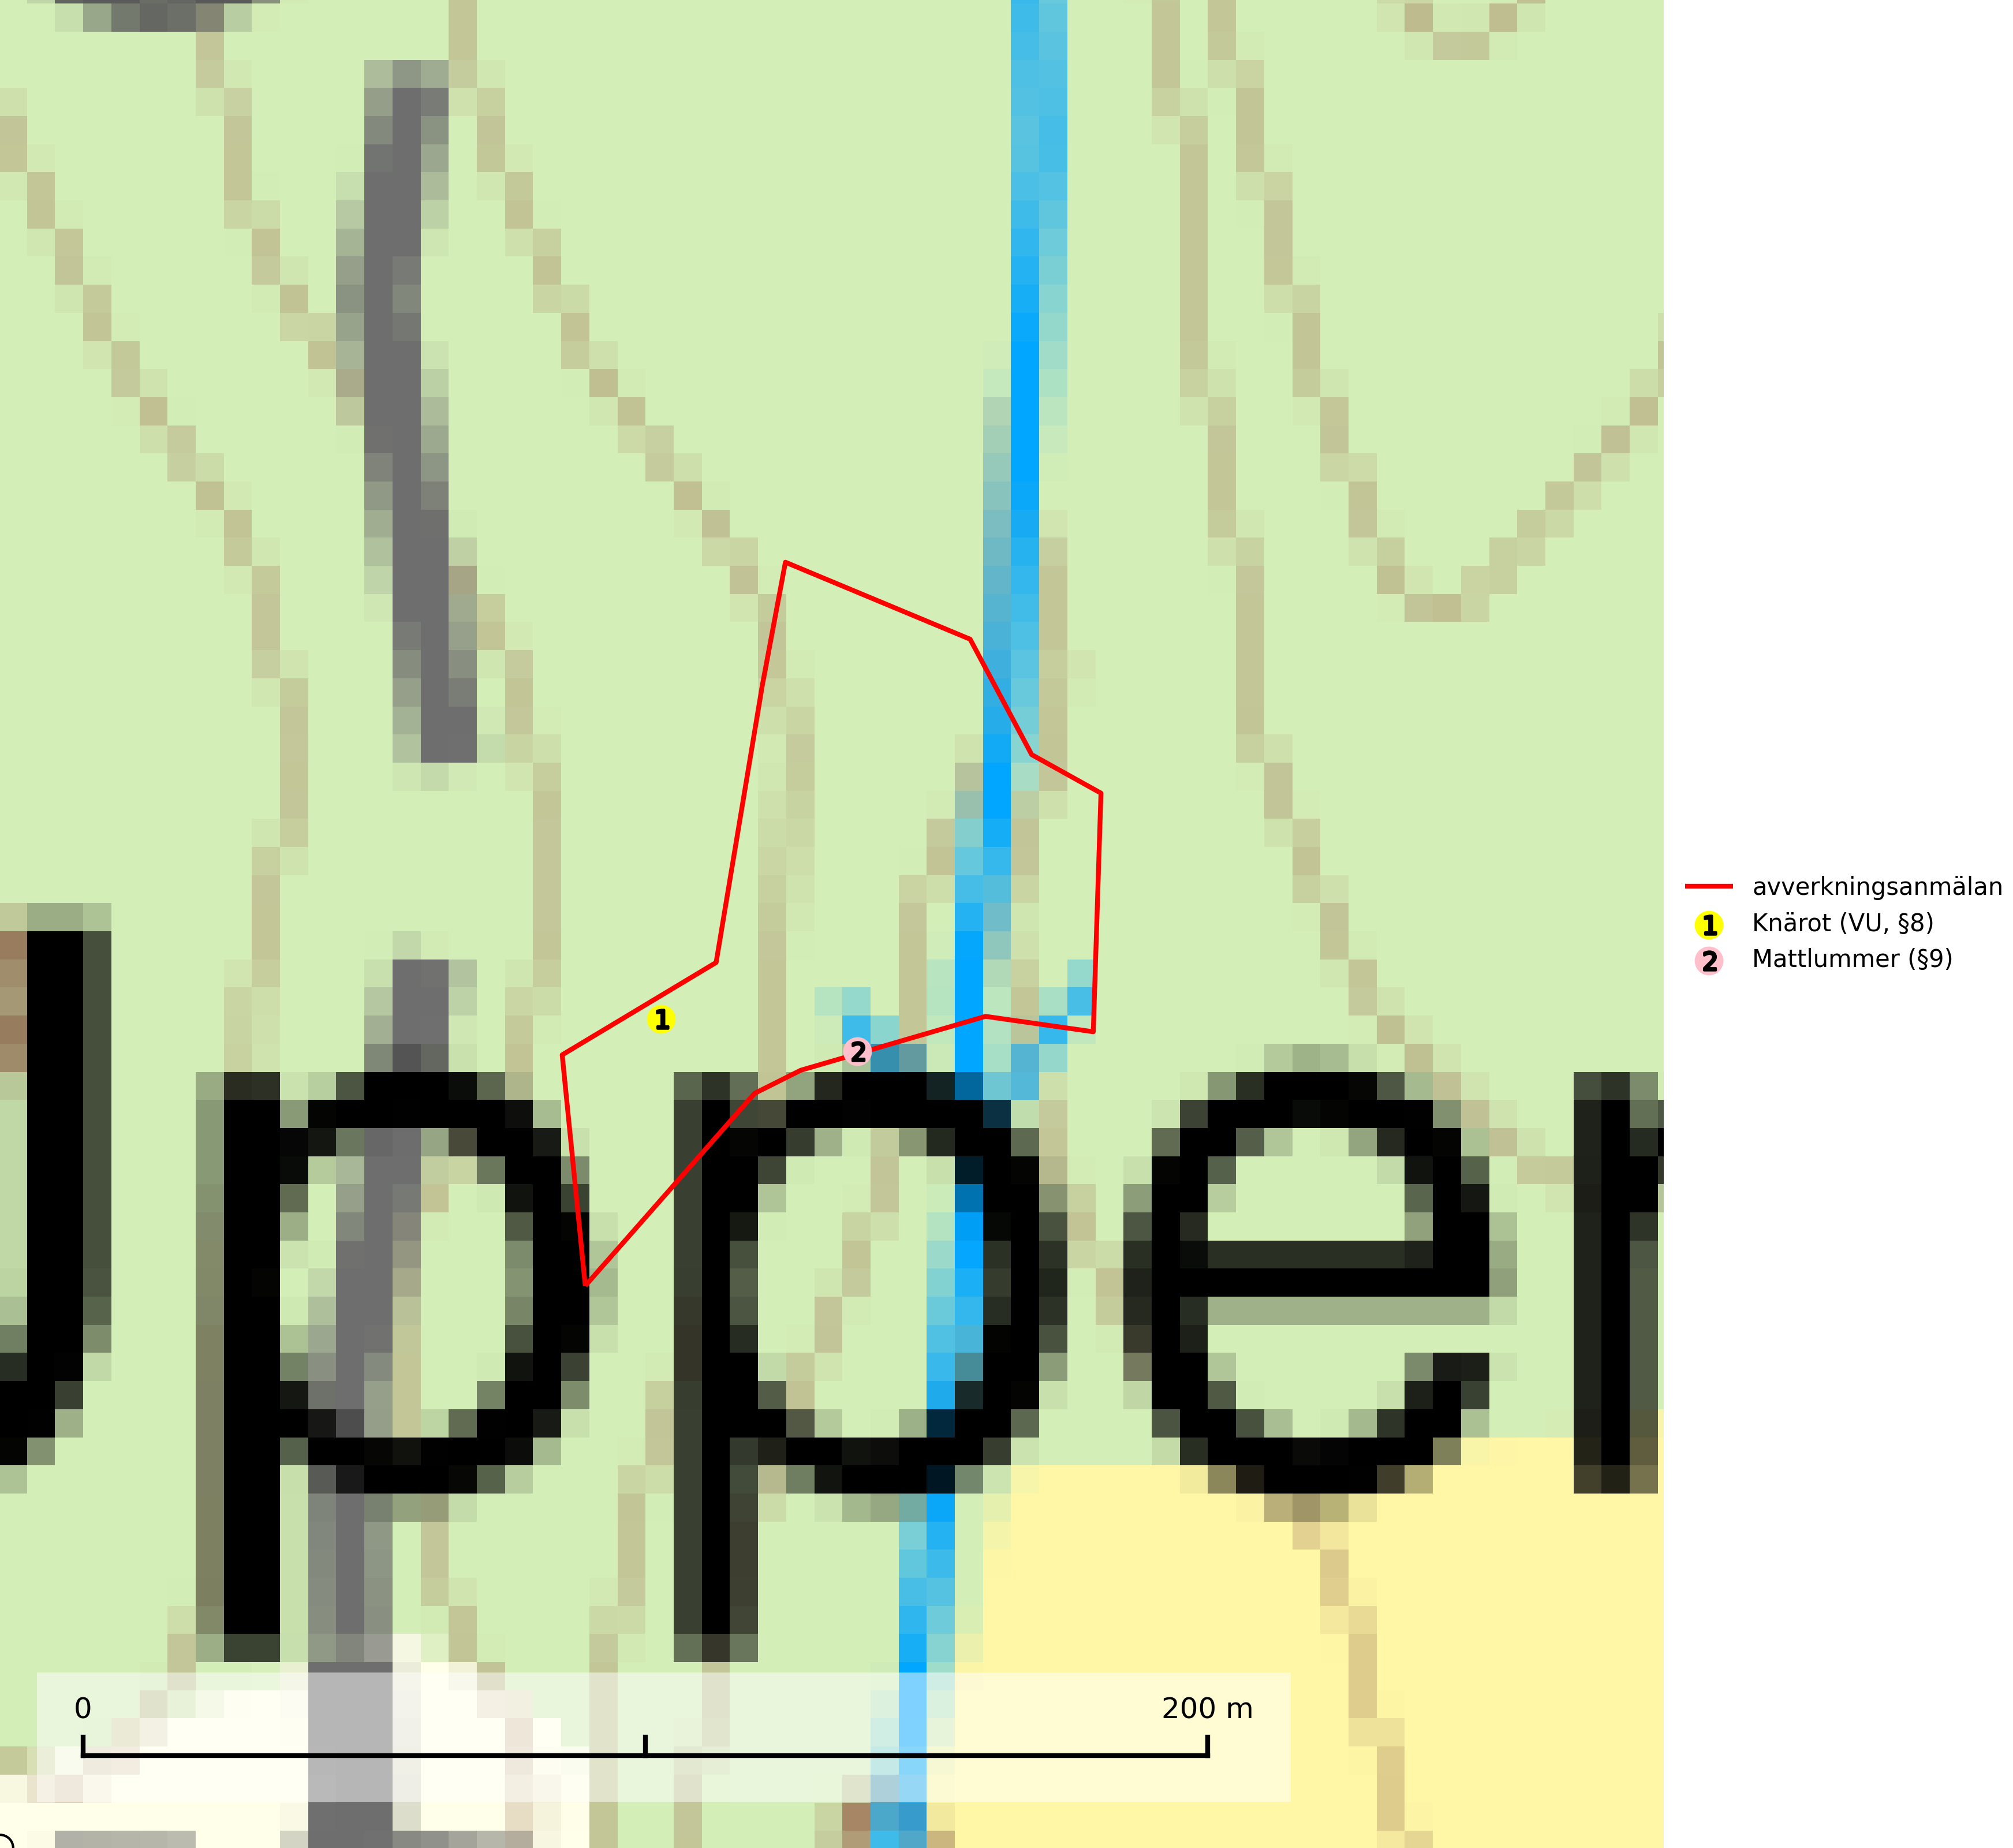 avverkningsanmälan
1 Knärot (VU, §8)
2 Mattlummer (§9)
1
2
ppe
0 200 m